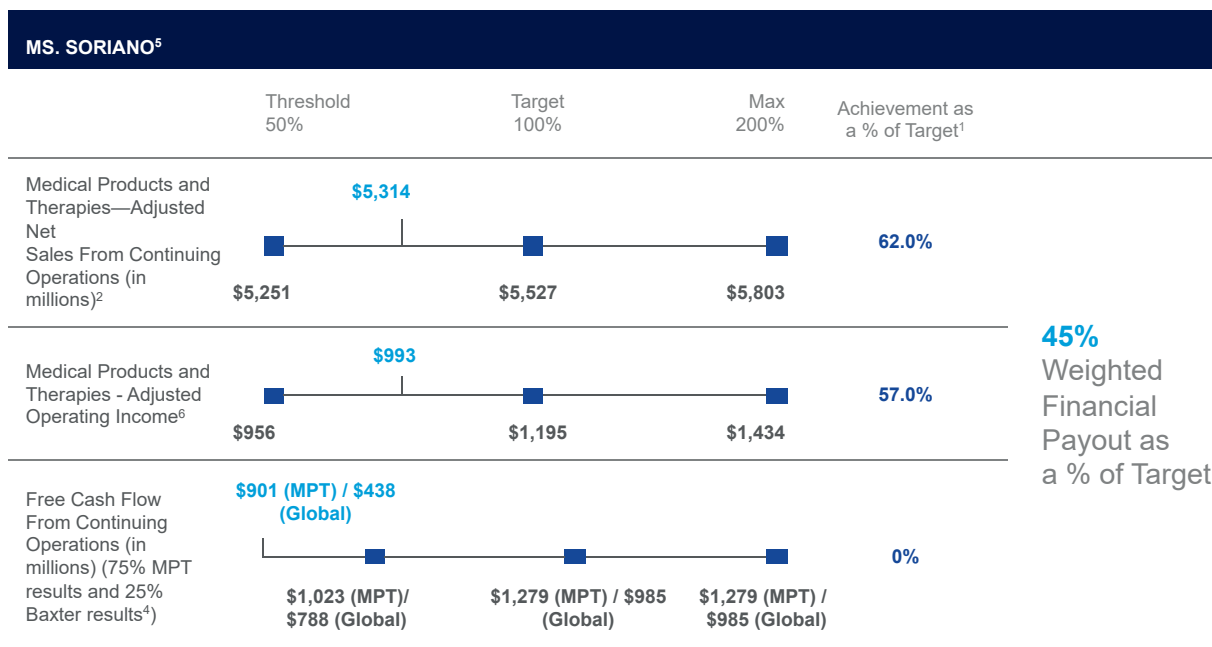 MS. SORIANO⁵
Threshold
50%
Target
100%
Max
200%
Achievement as
a % of Target¹
Medical Products and
Therapies—Adjusted
Net
Sales From Continuing
Operations (in
millions)²
$5,314
$5,251
$5,527
$5,803
62.0%
Medical Products and
Therapies - Adjusted
Operating Income⁶
$993
$956
$1,195
$1,434
57.0%
Free Cash Flow
From Continuing
Operations (in
millions) (75% MPT
results and 25%
Baxter results⁴)
$901 (MPT) / $438
(Global)
$1,023 (MPT)/
$788 (Global)
$1,279 (MPT) / $985
(Global)
$1,279 (MPT) /
$985 (Global)
0%
45%
Weighted
Financial
Payout as
a % of Target